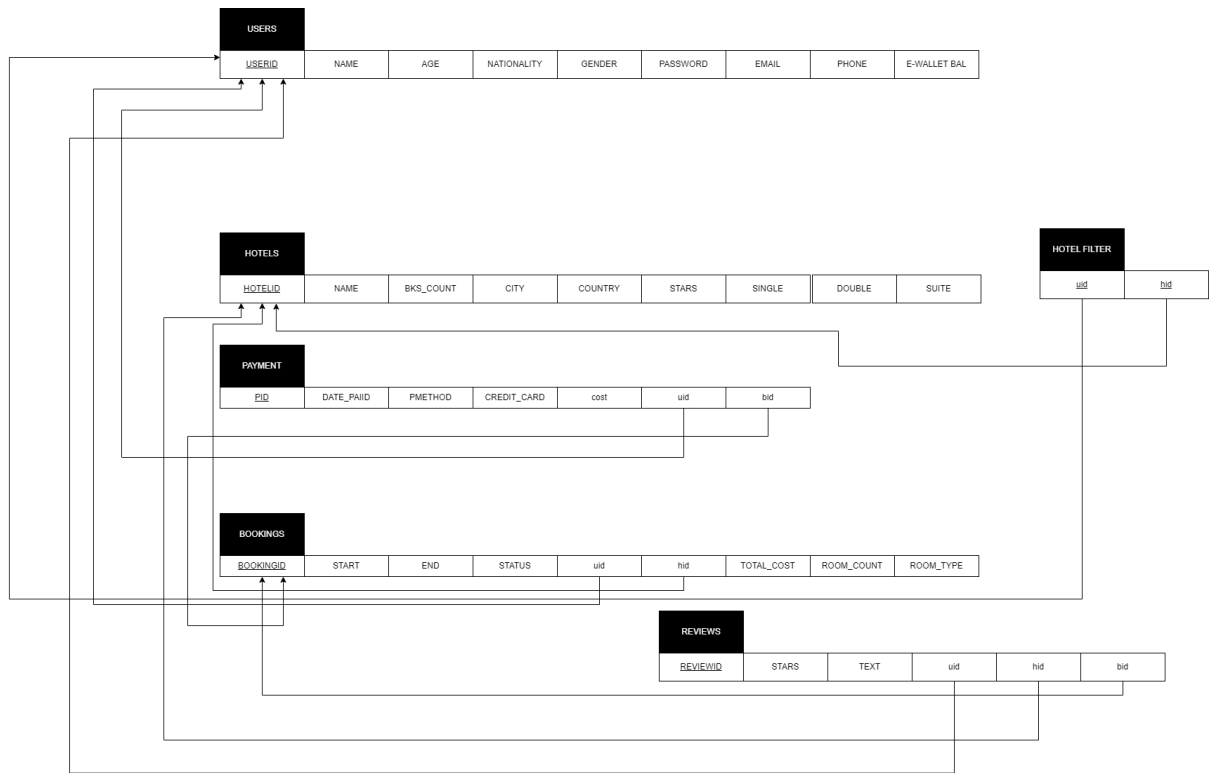 USERS
USERID NAME AGE NATIONALITY GENDER PASSWORD EMAIL PHONE E-WALLET BAL
HOTELS
HOTELID NAME BKS_COUNT CITY COUNTRY STARS SINGLE DOUBLE SUITE
HOTEL FILTER
uid hid
PAYMENT
PID DATE_PAIID PMETHOD CREDIT_CARD cost uid bid
BOOKINGS
BOOKINGID START END STATUS uid hid TOTAL_COST ROOM_COUNT ROOM_TYPE
REVIEWS
REVIEWID STARS TEXT uid hid bid